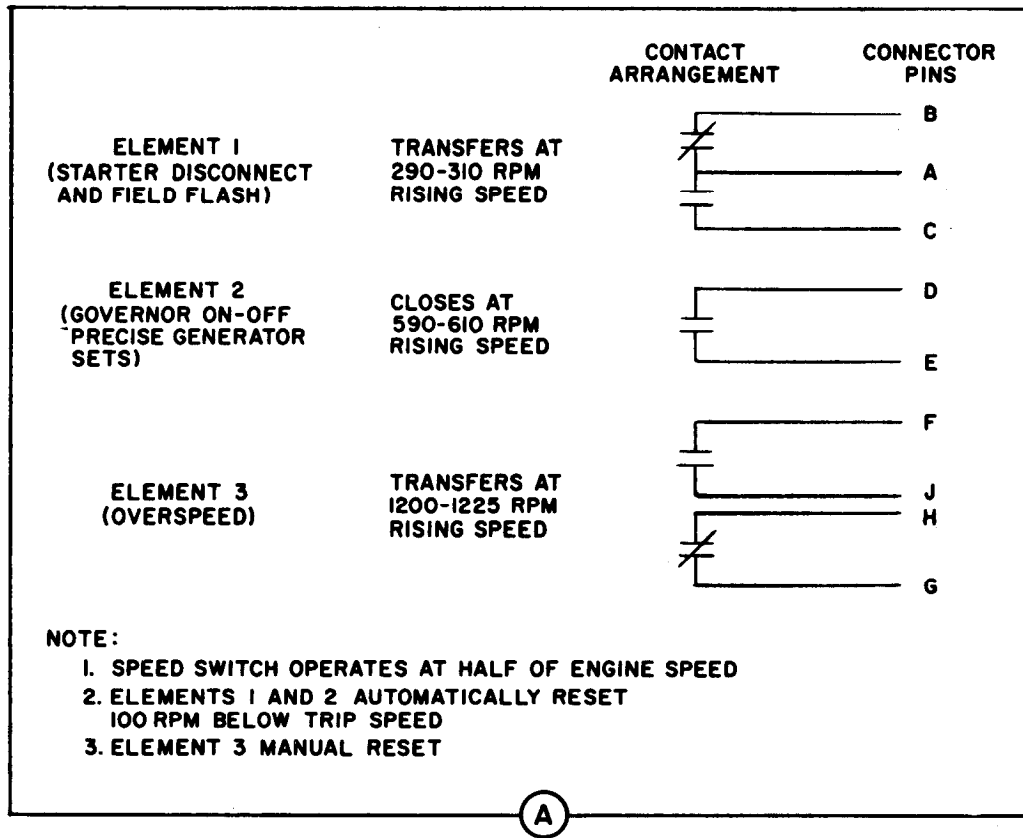 CONTACT ARRANGEMENT
CONNECTOR PINS
ELEMENT I
(STARTER DISCONNECT
AND FIELD FLASH)
TRANSFERS AT
290-310 RPM
RISING SPEED
B
A
C
ELEMENT 2
(GOVERNOR ON-OFF
PRECISE GENERATOR
SETS)
CLOSES AT
590-610 RPM
RISING SPEED
D
E
ELEMENT 3
(OVERSPEED)
TRANSFERS AT
1200-1225 RPM
RISING SPEED
F
J
H
G
NOTE:
I. SPEED SWITCH OPERATES AT HALF OF ENGINE SPEED
2. ELEMENTS I AND 2 AUTOMATICALLY RESET
100 RPM BELOW TRIP SPEED
3. ELEMENT 3 MANUAL RESET
A